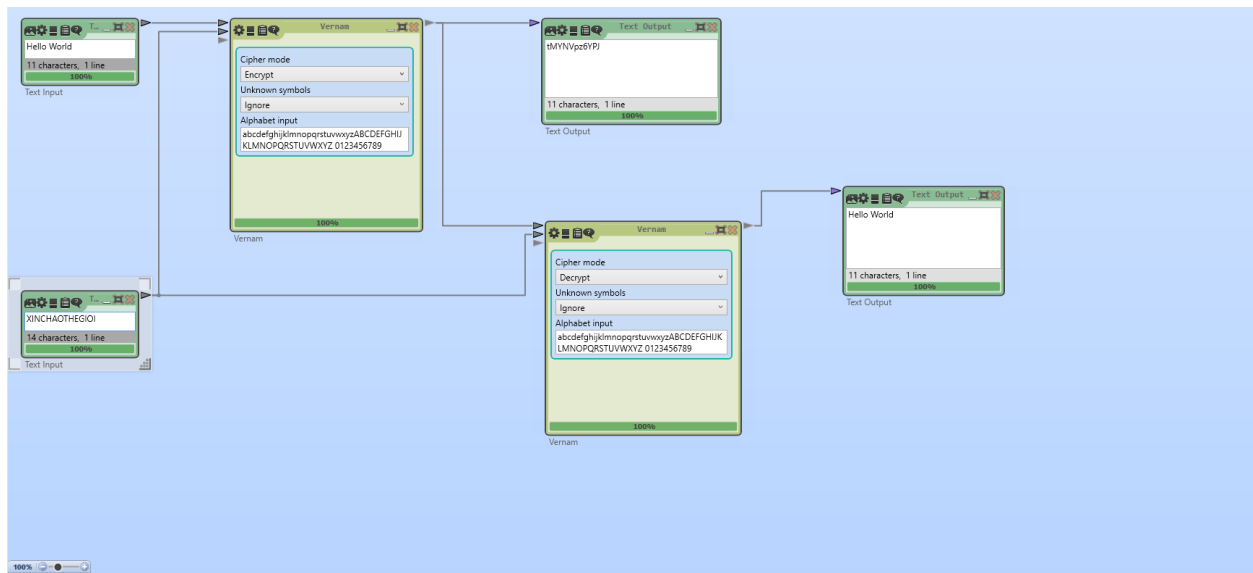 T...
Hello World
11 characters, 1 line
100%
Text Input
Vernam
Cipher mode
Encrypt
Unknown symbols
Ignore
Alphabet input
abcdefghijklmnopqrstuvwxyzABCDEFGHIJ
KLMNOPQRSTUVWXYZ 0123456789
100%
Vernam
Text Output
tMYNVpz6YPJ
11 characters, 1 line
100%
Text Output
T...
XINCHAOTHEGIOI
14 characters, 1 line
100%
Text Input
Vernam
Cipher mode
Decrypt
Unknown symbols
Ignore
Alphabet input
abcdefghijklmnopqrstuvwxyzABCDEFGHIJK
LMNOPQRSTUVWXYZ 0123456789
100%
Vernam
Text Output
Hello World
11 characters, 1 line
100%
Text Output
100%